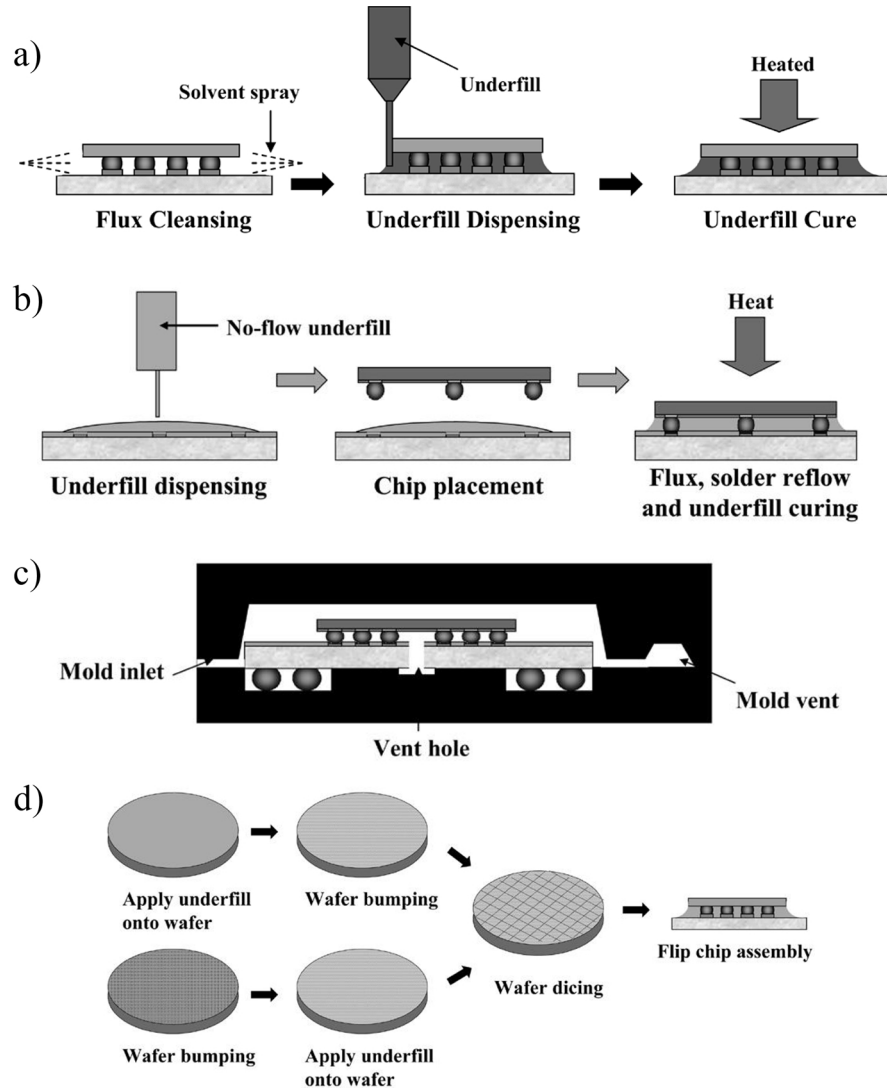 a)
Solvent spray
Underfill
Heated
Flux Cleansing
Underfill Dispensing
Underfill Cure
b)
No-flow underfill
Heat
Underfill dispensing
Chip placement
Flux, solder reflow
and underfill curing
c)
Mold inlet
Mold vent
Vent hole
d)
Apply underfill
onto wafer
Wafer bumping
Wafer dicing
Flip chip assembly
Wafer bumping
Apply underfill
onto wafer